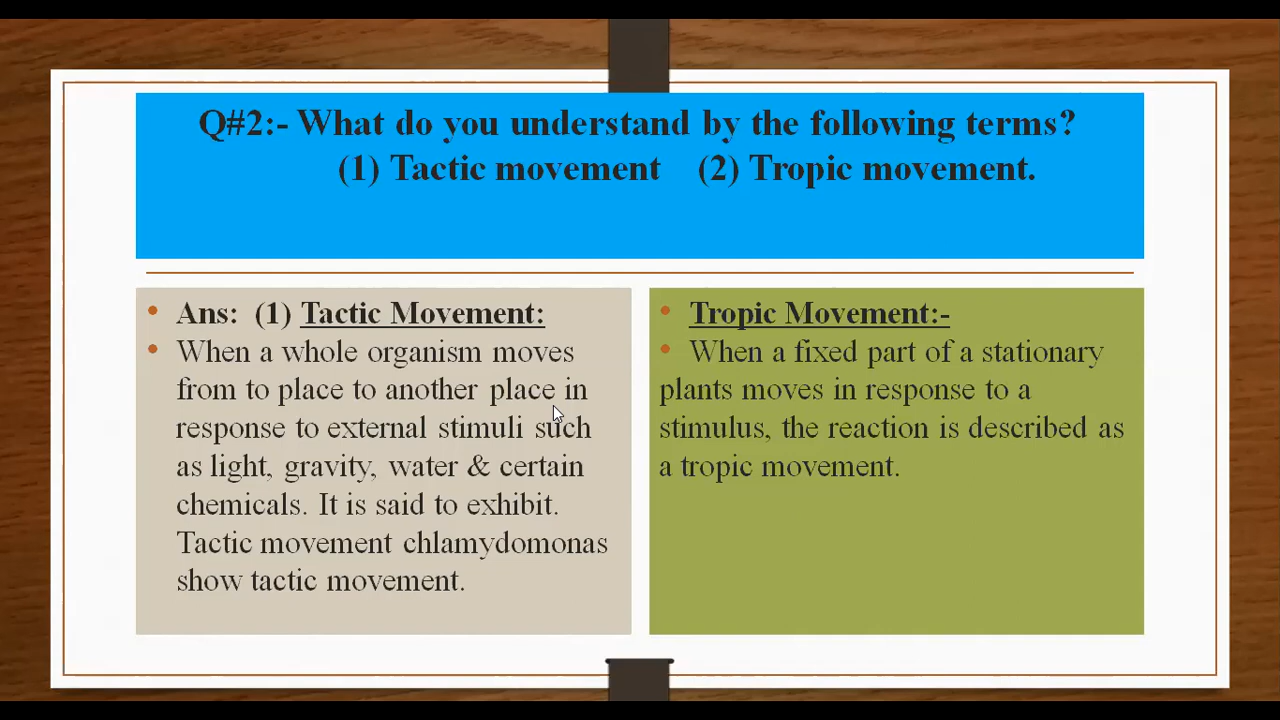 Q#2:- What do you understand by the following terms?
(1) Tactic movement (2) Tropic movement.
• Ans: (1) Tactic Movement:
• When a whole organism moves
from to place to another place in
response to external stimuli such
as light, gravity, water & certain
chemicals. It is said to exhibit.
Tactic movement chlamydomonas
show tactic movement.
• Tropic Movement:-
• When a fixed part of a stationary
plants moves in response to a
stimulus, the reaction is described as
a tropic movement.